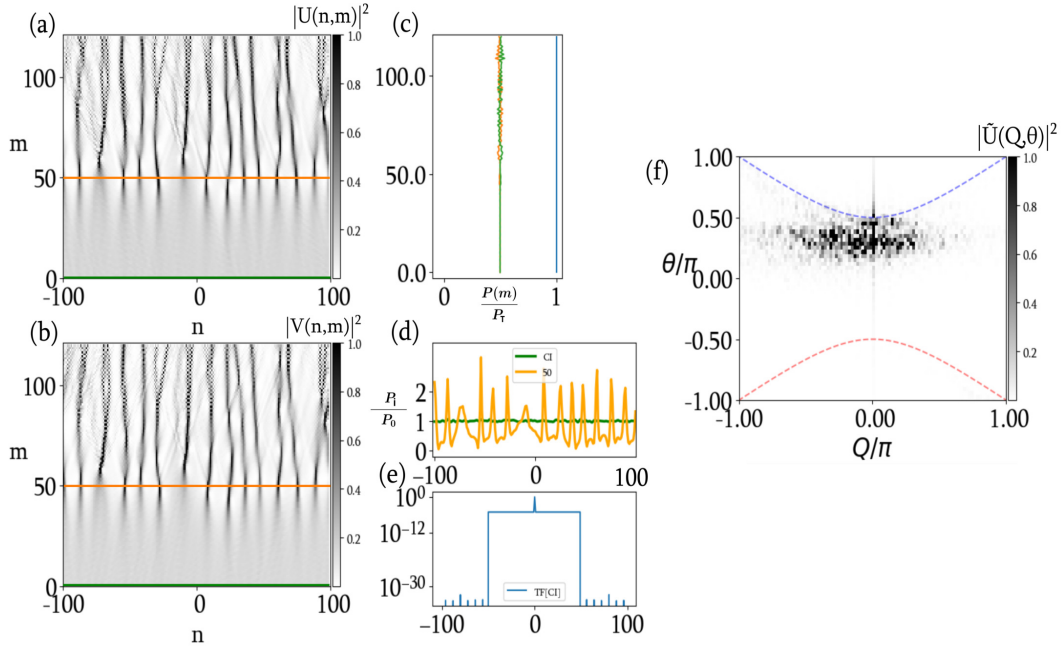 (a)
|U(n,m)|²
1.0
0.8
0.6
0.4
0.2
100
m
50
0
-100
0
100
n
(b)
|V(n,m)|²
1.0
0.8
0.6
0.4
0.2
100
m
50
0
-100
0
100
n
(c)
100.0
50.0
0.0
0
P(m)/P_T
1
(d)
CI
50
2
1
0
P_i/P_0
−100
0
100
(e)
10⁰
10⁻¹²
10⁻³⁰
TF[CI]
−100
0
100
(f)
|Ũ(Q,θ)|²
1.0
0.8
0.6
0.4
0.2
1.00
0.50
θ/π
0.00
−0.50
−1.00
−1.00
0.00
1.00
Q/π